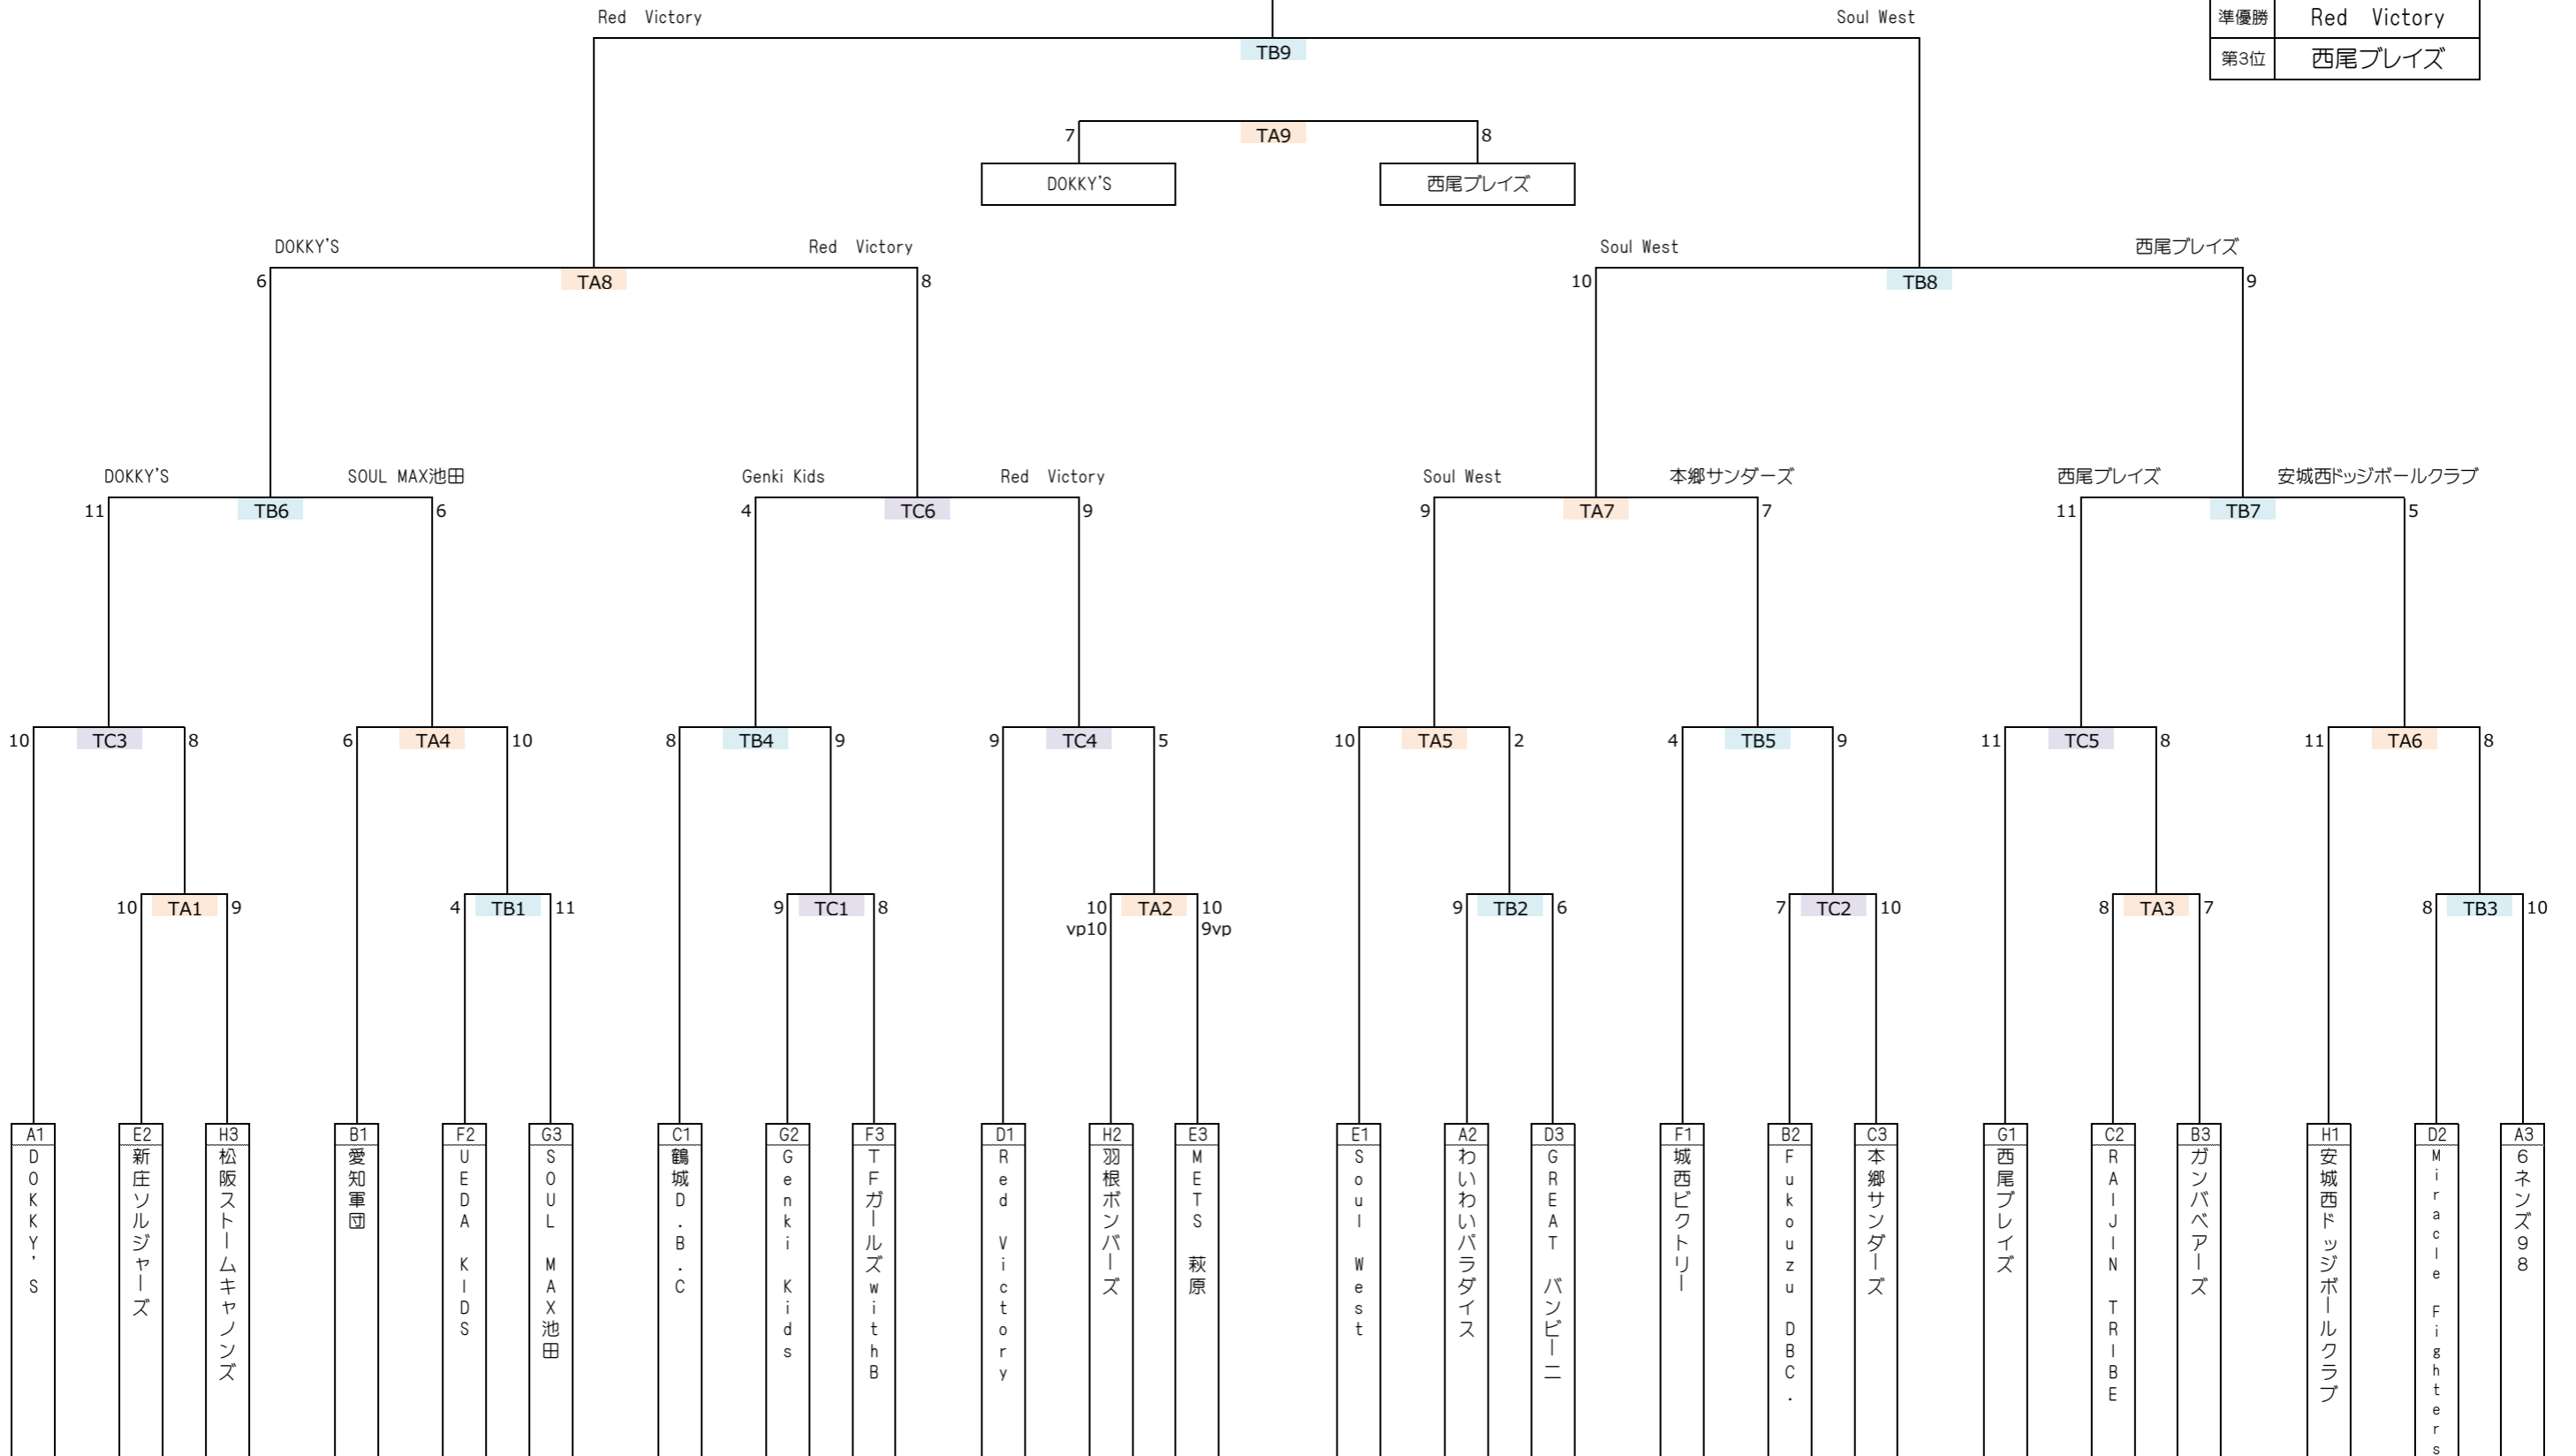 Red Victory
Soul West
準優勝 Red Victory
TB9
第3位 西尾ブレイズ
7 TA9 8
DOKKY'S
西尾ブレイズ
DOKKY'S
Red Victory
Soul West
西尾ブレイズ
6 TA8 8
10 TB8 9
DOKKY'S
SOUL MAX池田
Genki Kids
Red Victory
Soul West
本郷サンダーズ
西尾ブレイズ
安城西ドッジボールクラブ
11 TB6 6
4 TC6 9
9 TA7 7
11 TB7 5
10 TC3 8
6 TA4 10
8 TB4 9
9 TC4 5
10 TA5 2
4 TB5 9
11 TC5 8
11 TA6 8
10 TA1 9
4 TB1 11
9 TC1 8
10 TA2 10
vp10 9vp
9 TB2 6
7 TC2 10
8 TA3 7
8 TB3 10
A1
DOKKY'S
E2
新庄ソルジャーズ
H3
松阪ストームキャノンズ
B1
愛知軍団
F2
UEDA KIDS
G3
SOUL MAX池田
C1
鶴城D.B.C
G2
Genki Kids
F3
TFガールズwithB
D1
Red Victory
H2
羽根ボンバーズ
E3
METS 萩原
E1
Soul West
A2
わいわいパラダイス
D3
GREAT バンビーニ
F1
城西ビクトリー
B2
Fukouzu DBC.
C3
本郷サンダーズ
G1
西尾ブレイズ
C2
RAIJIN TRIBE
B3
ガンバベアーズ
H1
安城西ドッジボールクラブ
D2
Miracle Fighters
A3
6ネンズ98